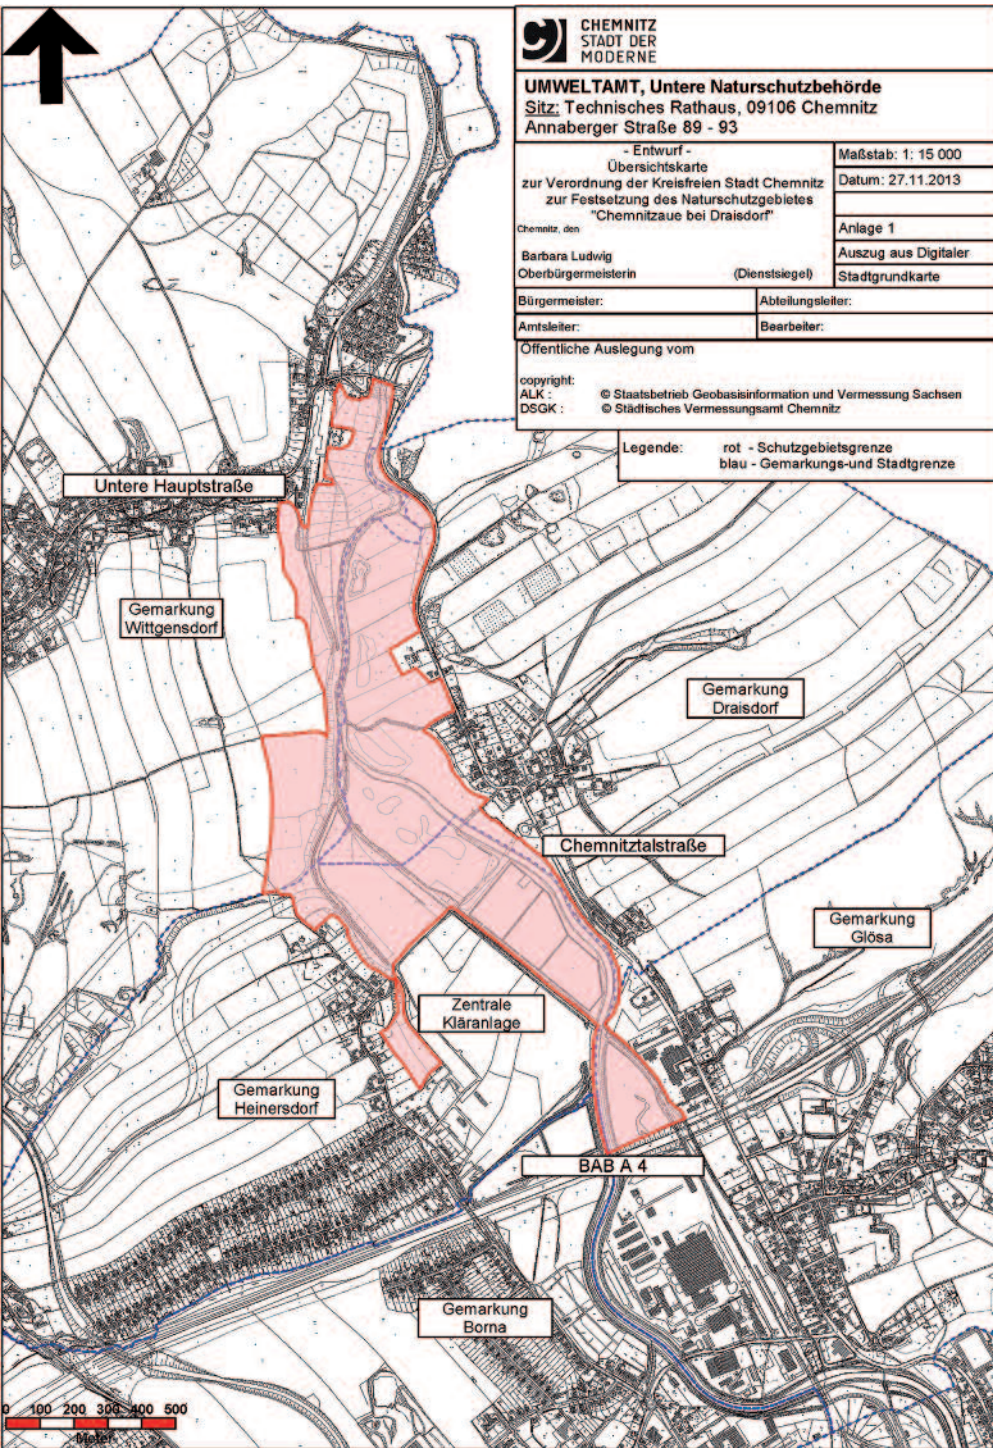 CHEMNITZ
STADT DER
MODERNE
UMWELTAMT, Untere Naturschutzbehörde
Sitz: Technisches Rathaus, 09106 Chemnitz
Annaberger Straße 89 - 93
- Entwurf -
Übersichtskarte
zur Verordnung der Kreisfreien Stadt Chemnitz
zur Festsetzung des Naturschutzgebietes
"Chemnitzaue bei Draisdorf"
Chemnitz, den
Barbara Ludwig
Oberbürgermeisterin (Dienstsiegel)
Maßstab: 1: 15 000
Datum: 27.11.2013
Anlage 1
Auszug aus Digitaler
Stadtgrundkarte
Bürgermeister: Abteilungsleiter:
Amtsleiter: Bearbeiter:
Öffentliche Auslegung vom
copyright:
ALK : © Staatsbetrieb Geobasisinformation und Vermessung Sachsen
DSGK : © Städtisches Vermessungsamt Chemnitz
Legende: rot - Schutzgebietsgrenze
blau - Gemarkungs-und Stadtgrenze
Untere Hauptstraße
Gemarkung
Wittgensdorf
Gemarkung
Draisdorf
Chemnitztalstraße
Gemarkung
Glösa
Zentrale
Kläranlage
Gemarkung
Heinersdorf
BAB A 4
Gemarkung
Borna
0 100 200 300 400 500
Meter